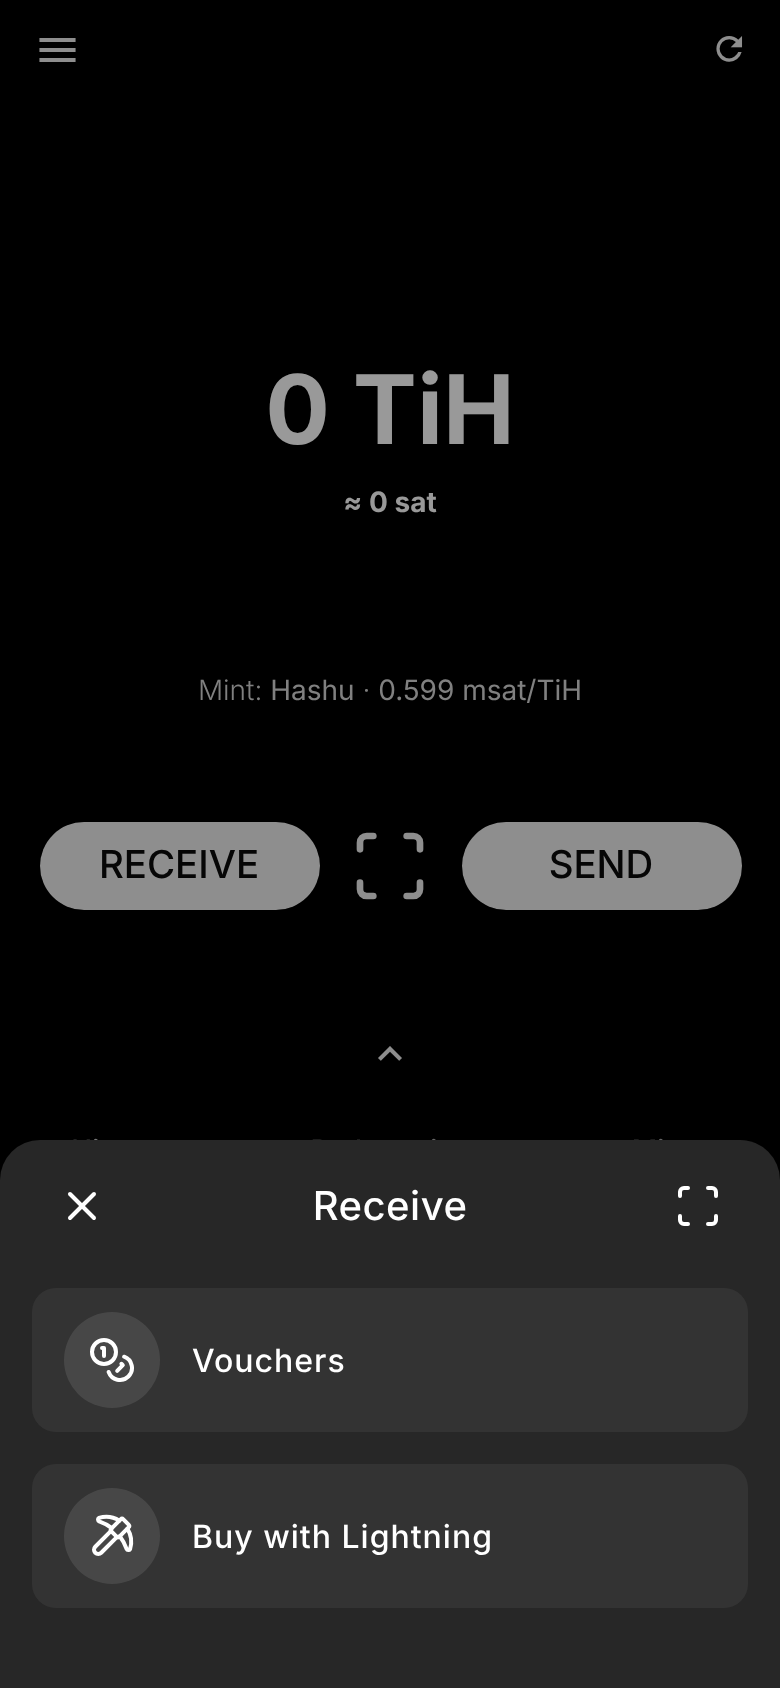 0 TiH
≈ 0 sat
Mint: Hashu · 0.599 msat/TiH
RECEIVE
SEND
Receive
Vouchers
Buy with Lightning